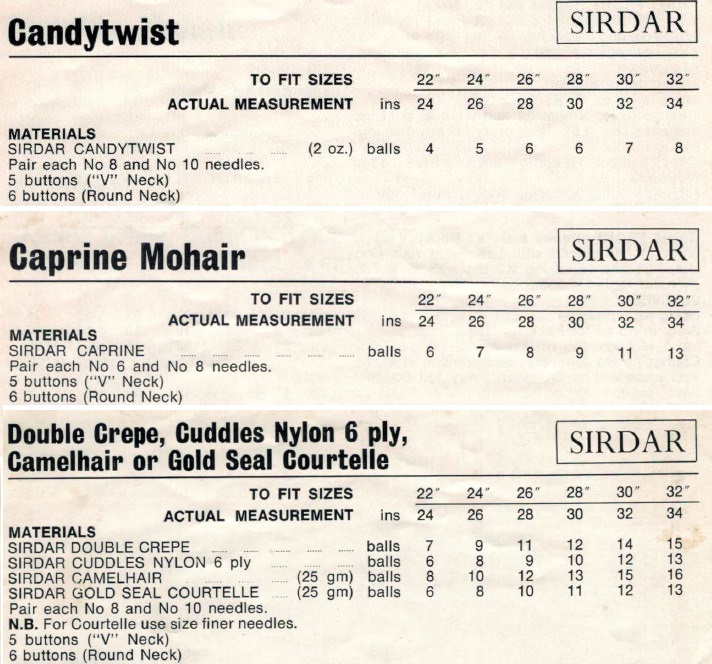 Candytwist SIRDAR
TO FIT SIZES 22″ 24″ 26″ 28″ 30″ 32″
ACTUAL MEASUREMENT ins 24 26 28 30 32 34
MATERIALS
SIRDAR CANDYTWIST ..... ..... ..... (2 oz.) balls 4 5 6 6 7 8
Pair each No 8 and No 10 needles.
5 buttons (“V” Neck)
6 buttons (Round Neck)
Caprine Mohair SIRDAR
TO FIT SIZES 22″ 24″ 26″ 28″ 30″ 32″
ACTUAL MEASUREMENT ins 24 26 28 30 32 34
MATERIALS
SIRDAR CAPRINE ..... ..... ..... ..... ..... balls 6 7 8 9 11 13
Pair each No 6 and No 8 needles.
5 buttons (“V” Neck)
6 buttons (Round Neck)
Double Crepe, Cuddles Nylon 6 ply,
Camelhair or Gold Seal Courtelle SIRDAR
TO FIT SIZES 22″ 24″ 26″ 28″ 30″ 32″
ACTUAL MEASUREMENT ins 24 26 28 30 32 34
MATERIALS
SIRDAR DOUBLE CREPE ..... ..... ..... ..... balls 7 9 11 12 14 15
SIRDAR CUDDLES NYLON 6 ply ..... ..... ..... balls 6 8 9 10 12 13
SIRDAR CAMELHAIR ..... ..... ..... (25 gm) balls 8 10 12 13 15 16
SIRDAR GOLD SEAL COURTELLE ..... (25 gm) balls 6 8 10 11 12 13
Pair each No 8 and No 10 needles.
N.B. For Courtelle use size finer needles.
5 buttons (“V” Neck)
6 buttons (Round Neck)